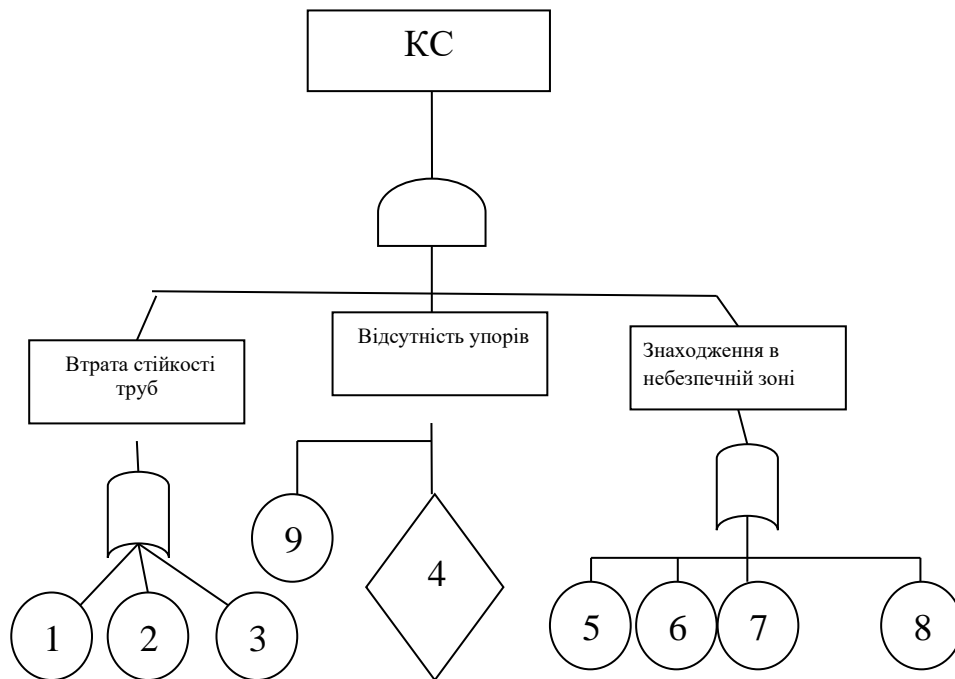 КС
Втрата стійкості
труб
Відсутність упорів
Знаходження в
небезпечній зоні
9
4
1
2
3
5
6
7
8